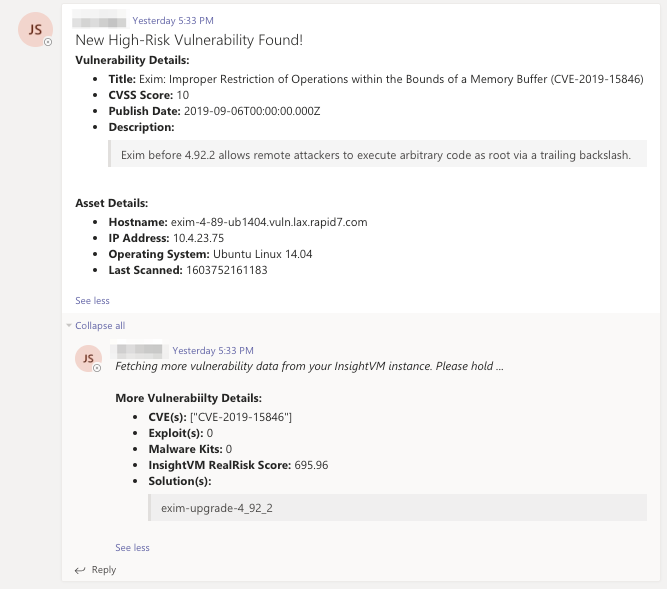 JS
Yesterday 5:33 PM
New High-Risk Vulnerability Found!
Vulnerability Details:
• Title: Exim: Improper Restriction of Operations within the Bounds of a Memory Buffer (CVE-2019-15846)
• CVSS Score: 10
• Publish Date: 2019-09-06T00:00:00.000Z
• Description:
Exim before 4.92.2 allows remote attackers to execute arbitrary code as root via a trailing backslash.
Asset Details:
• Hostname: exim-4-89-ub1404.vuln.lax.rapid7.com
• IP Address: 10.4.23.75
• Operating System: Ubuntu Linux 14.04
• Last Scanned: 1603752161183
See less
Collapse all
JS
Yesterday 5:33 PM
Fetching more vulnerability data from your InsightVM instance. Please hold ...
More Vulnerabiilty Details:
• CVE(s): ["CVE-2019-15846"]
• Exploit(s): 0
• Malware Kits: 0
• InsightVM RealRisk Score: 695.96
• Solution(s):
exim-upgrade-4_92_2
See less
Reply